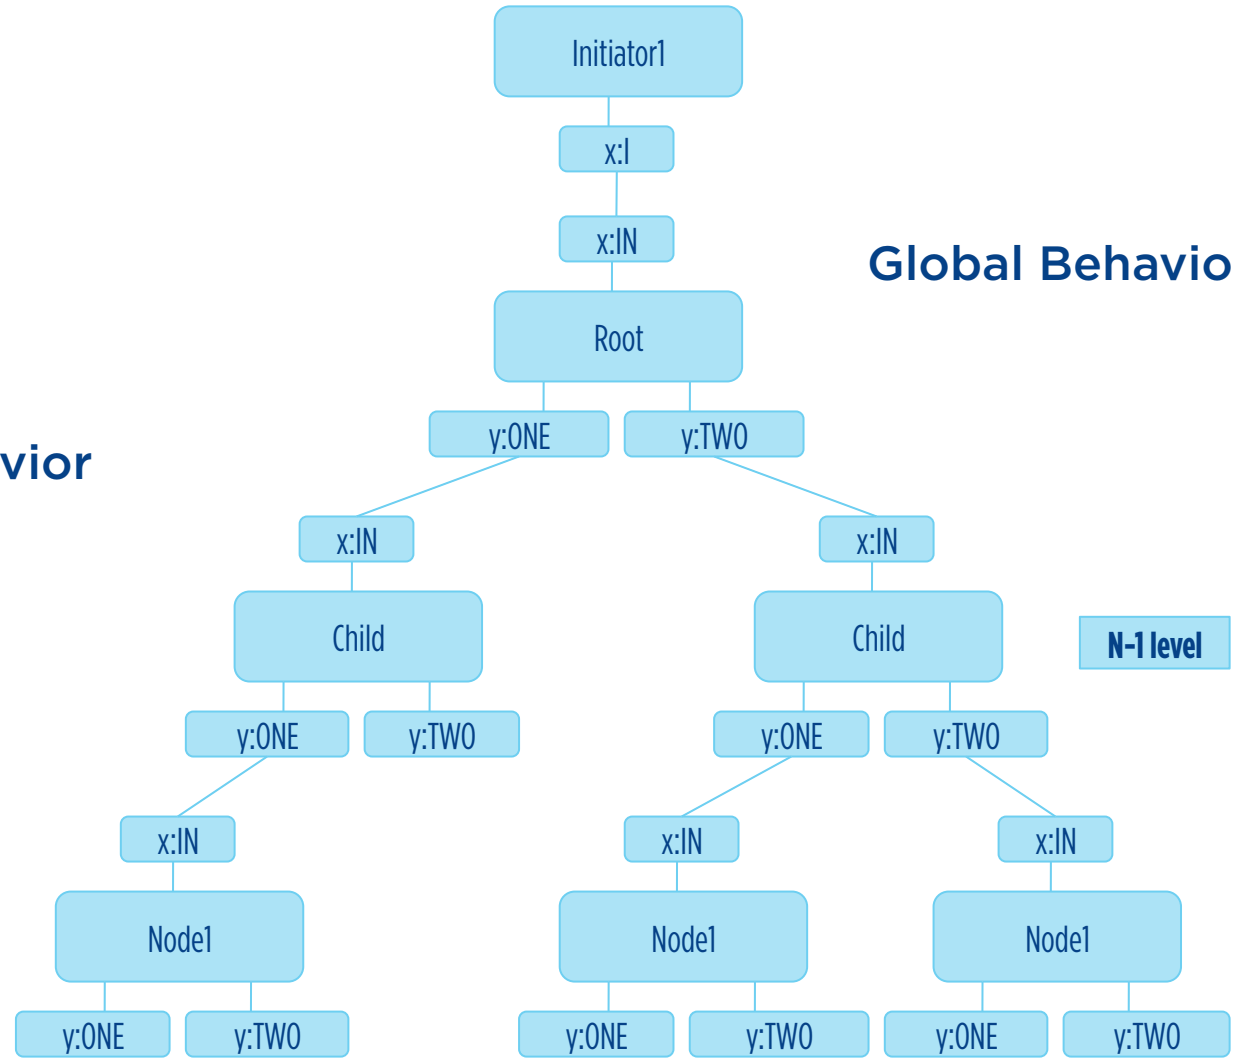 Initiator1
x:I
x:IN
Global Behavio
Root
y:ONE y:TWO
vior
x:IN x:IN
Child Child N-1 level
y:ONE y:TWO y:ONE y:TWO
x:IN x:IN x:IN
Node1 Node1 Node1
y:ONE y:TWO y:ONE y:TWO y:ONE y:TWO